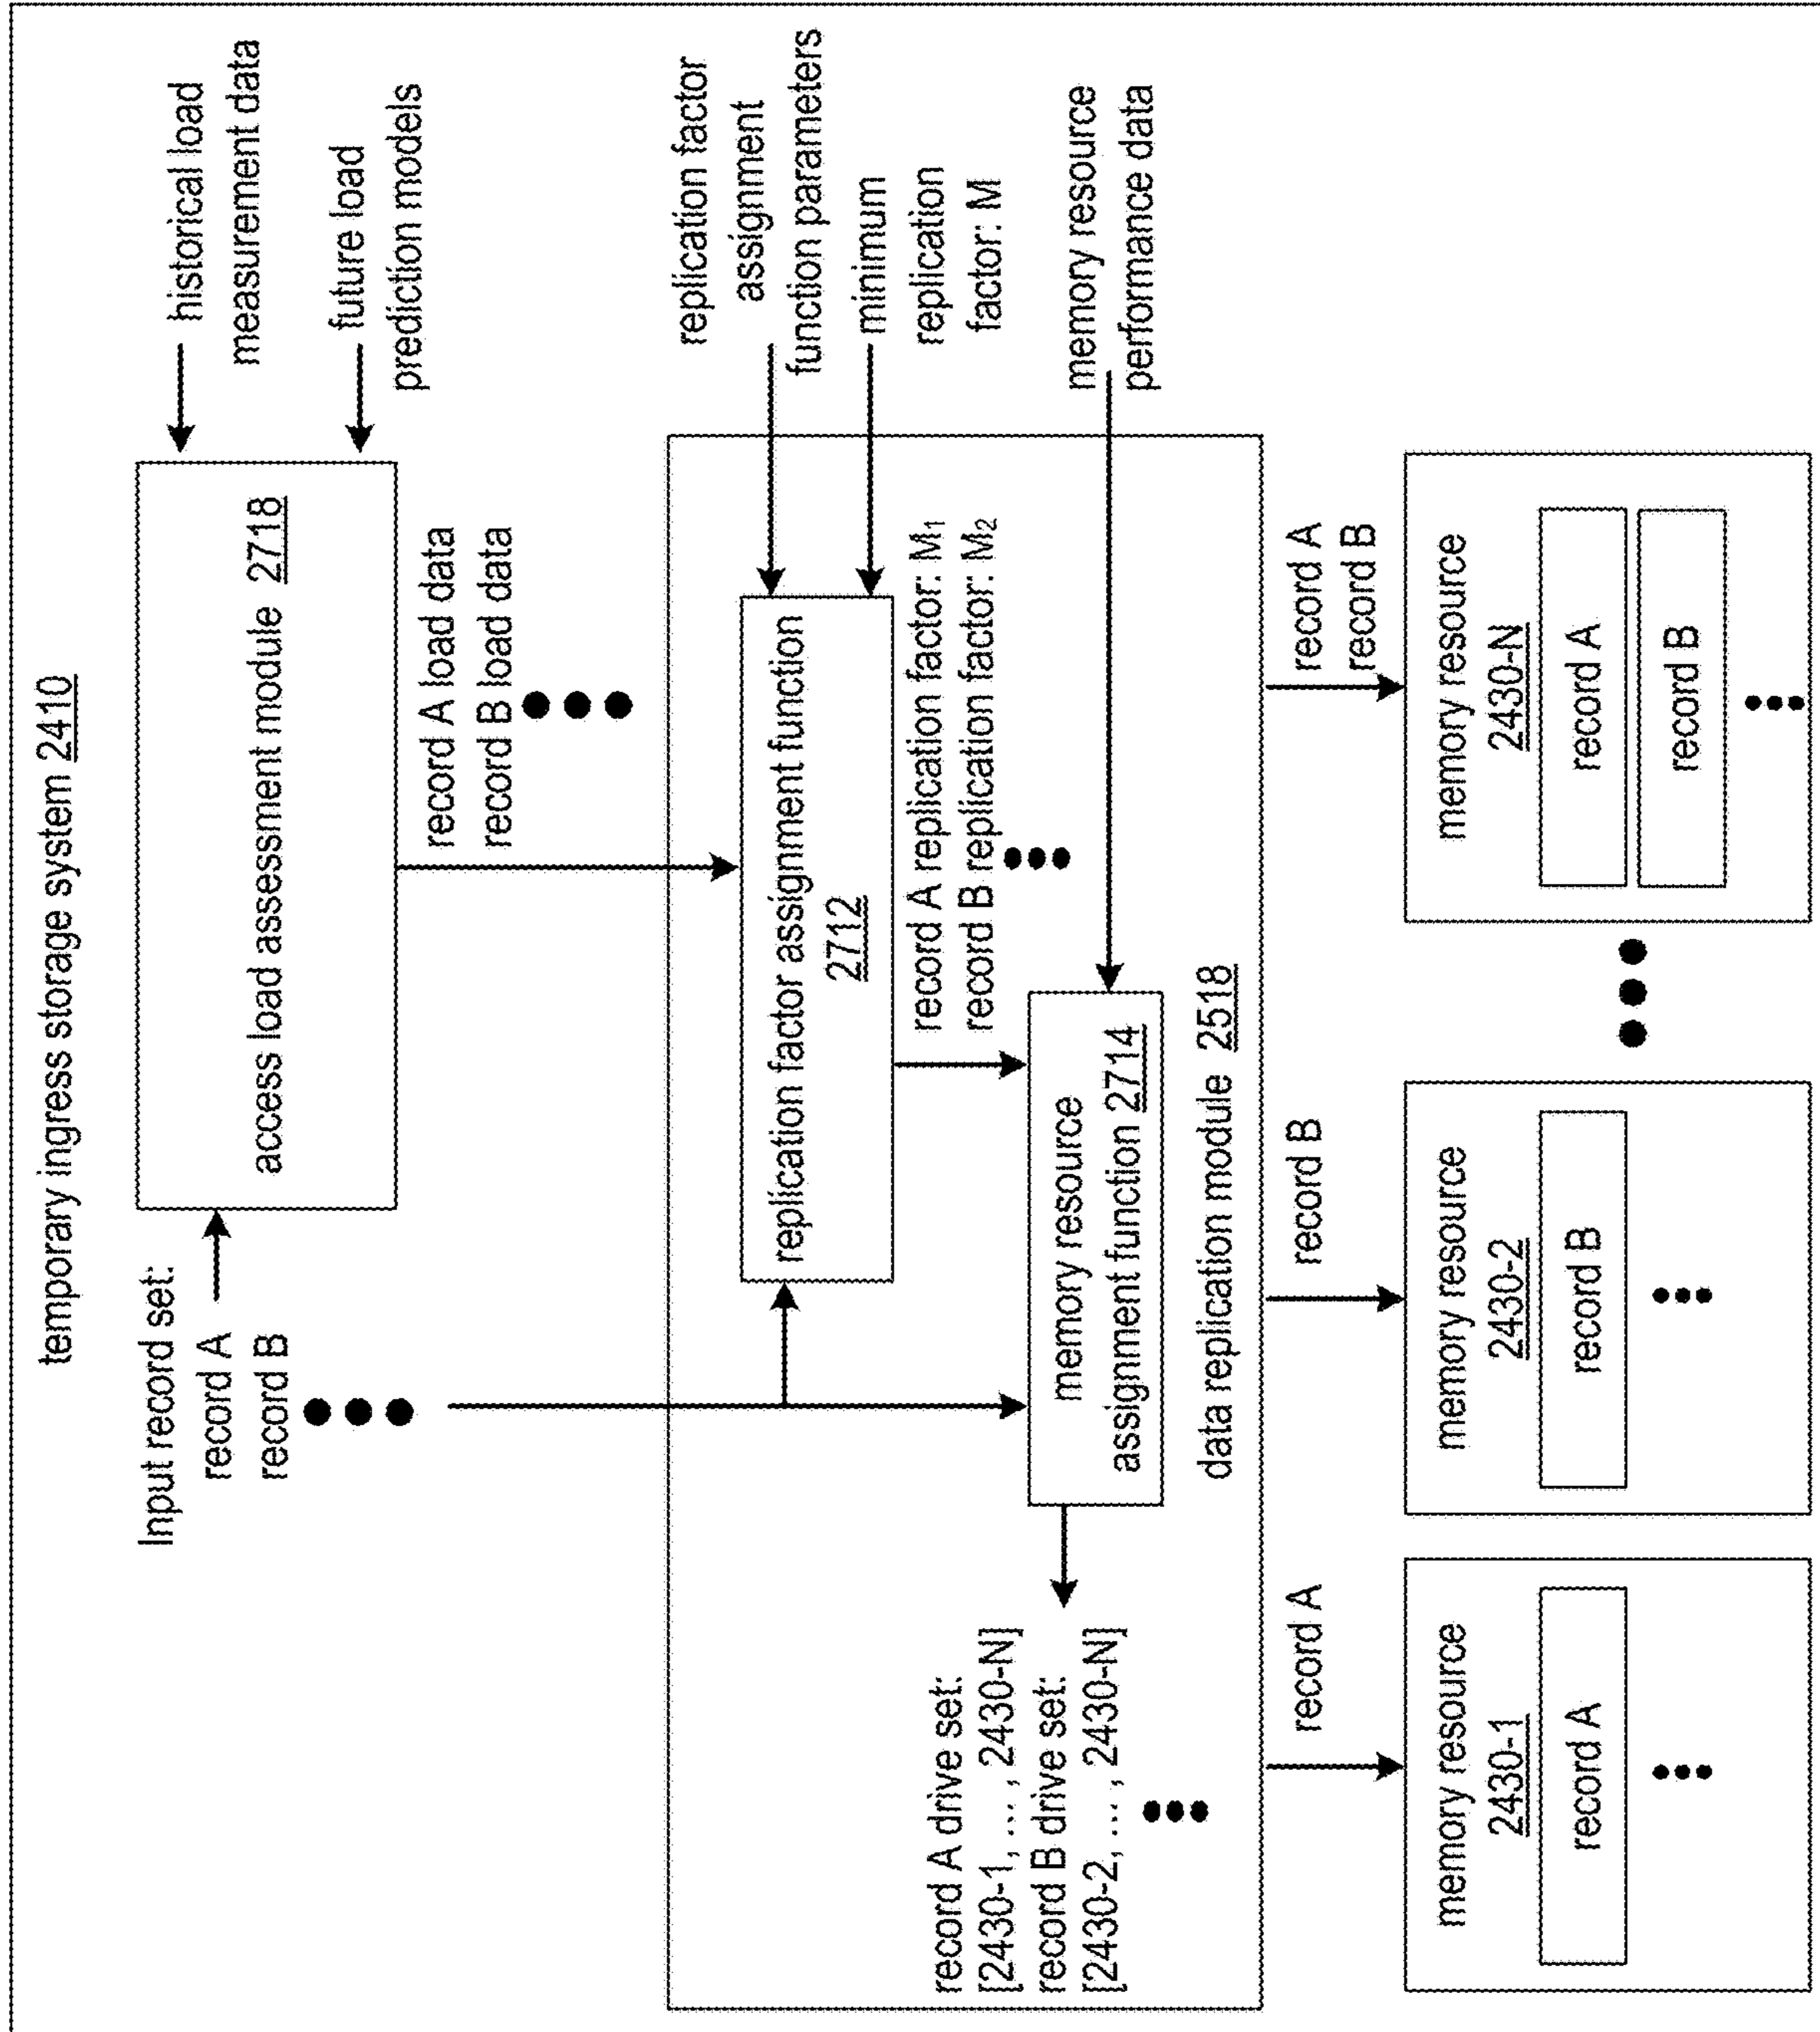 temporary ingress storage system 2410
Input record set:
record A
record B
access load assessment module 2718
historical load
measurement data
future load
prediction models
record A load data
record B load data
replication factor assignment function
2712
replication factor
assignment
function parameters
minimum
replication
factor: M
record A replication factor: M₁
record B replication factor: M₂
memory resource
performance data
memory resource
assignment function 2714
record A drive set:
[2430-1, ... , 2430-N]
record B drive set:
[2430-2, ... , 2430-N]
data replication module 2518
record A
record B
record A
record B
memory resource
2430-1
record A
memory resource
2430-2
record B
memory resource
2430-N
record A
record B